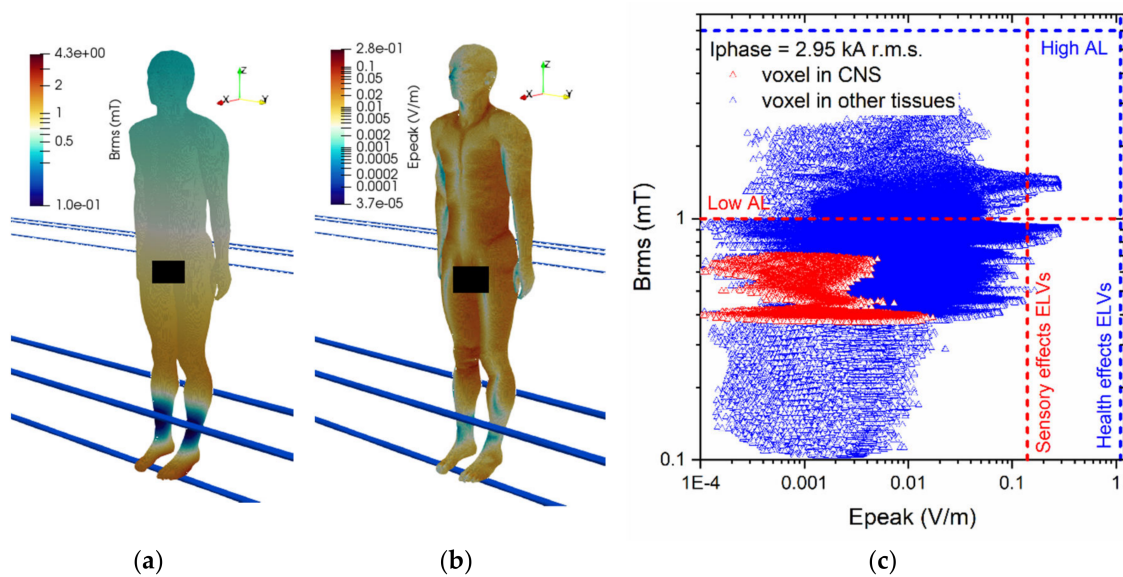 4.3e+00
2
1
0.5
1.0e-01
Brms (mT)
Z
X
Y
2.8e-01
0.1
0.05
0.02
0.01
0.005
0.002
0.001
0.0005
0.0001
3.7e-05
Epeak (V/m)
Z
X
Y
Iphase = 2.95 kA r.m.s.
voxel in CNS
voxel in other tissues
High AL
Low AL
Sensory effects ELVs
Health effects ELVs
Brms (mT)
1
0.1
1E-4
0.001
0.01
0.1
1
Epeak (V/m)
(a)
(b)
(c)